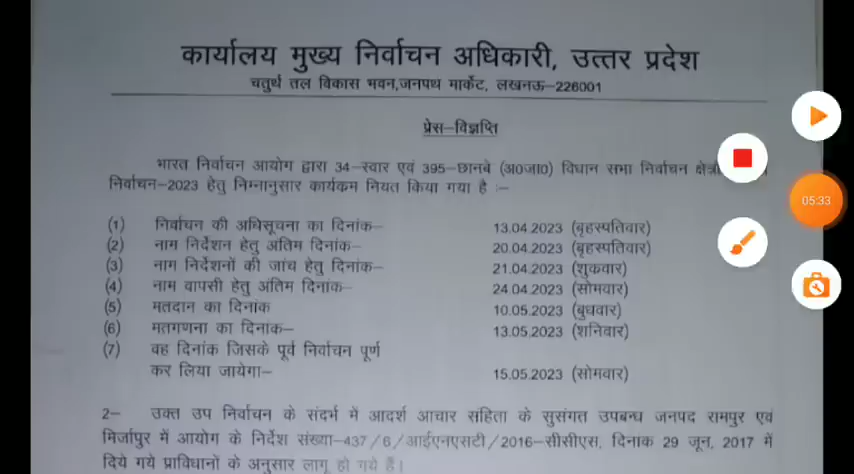 कार्यालय मुख्य निर्वाचन अधिकारी, उत्तर प्रदेश
चतुर्थ तल विकास भवन,जनपथ मार्केट, लखनऊ–226001
प्रेस–विज्ञप्ति
भारत निर्वाचन आयोग द्वारा 34–स्वार एवं 395–छानबे (अ0जा0) विधान सभा निर्वाचन
निर्वाचन–2023 हेतु निम्नानुसार कार्यकम नियत किया गया है :–
(1) निर्वाचन की अधिसूचना का दिनांक– 13.04.2023 (बृहस्पतिवार)
(2) नाम निर्देशन हेतु अंतिम दिनांक– 20.04.2023 (बृहस्पतिवार)
(3) नाम निर्देशनों की जांच हेतु दिनांक– 21.04.2023 (शुकवार)
(4) नाम वापसी हेतु अंतिम दिनांक– 24.04.2023 (सोमवार)
(5) मतदान का दिनांक 10.05.2023 (बुधवार)
(6) मतगणना का दिनांक– 13.05.2023 (शनिवार)
(7) वह दिनांक जिसके पूर्व निर्वाचन पूर्ण
कर लिया जायेगा– 15.05.2023 (सोमवार)
2– उक्त उप निर्वाचन के संदर्भ में आदर्श आचार संहिता के सुसंगत उपबन्ध जनपद रामपुर एवं
मिर्जापुर में आयोग के निर्देश संख्या–437/6/आईएनएसटी/2016–सीसीएस, दिनाक 29 जून, 2017 में
दिये गये प्राविधानों के अनुसार लागू हो गये हैं।
05:33